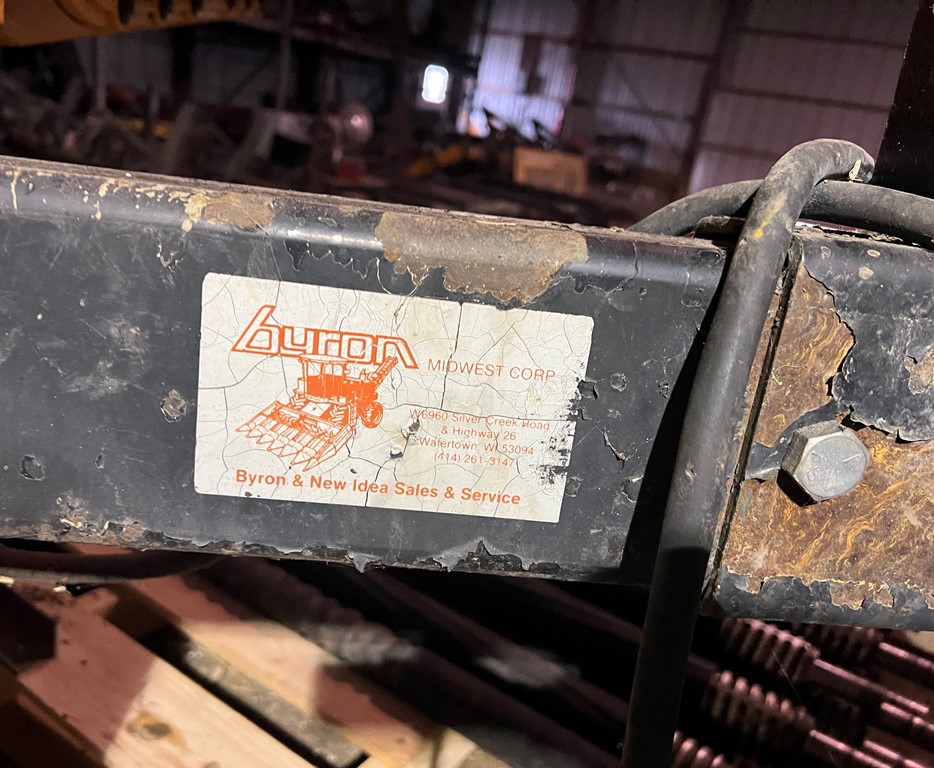 byron MIDWEST CORP
W6960 Silver Creek Road
& Highway 26
Watertown, WI 53094
(414) 261-3147
Byron & New Idea Sales & Service